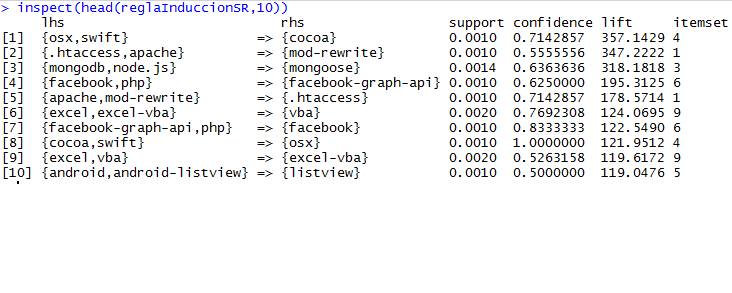 > inspect(head(reglaInduccionSR,10))
     lhs                           rhs                  support confidence lift     itemset
[1]  {osx,swift}                => {cocoa}              0.0010  0.7142857  357.1429 4
[2]  {.htaccess,apache}         => {mod-rewrite}        0.0010  0.5555556  347.2222 1
[3]  {mongodb,node.js}          => {mongoose}           0.0014  0.6363636  318.1818 3
[4]  {facebook,php}             => {facebook-graph-api} 0.0010  0.6250000  195.3125 6
[5]  {apache,mod-rewrite}       => {.htaccess}          0.0010  0.7142857  178.5714 1
[6]  {excel,excel-vba}          => {vba}                0.0020  0.7692308  124.0695 9
[7]  {facebook-graph-api,php}   => {facebook}           0.0010  0.8333333  122.5490 6
[8]  {cocoa,swift}              => {osx}                0.0010  1.0000000  121.9512 4
[9]  {excel,vba}                => {excel-vba}          0.0020  0.5263158  119.6172 9
[10] {android,android-listview} => {listview}           0.0010  0.5000000  119.0476 5